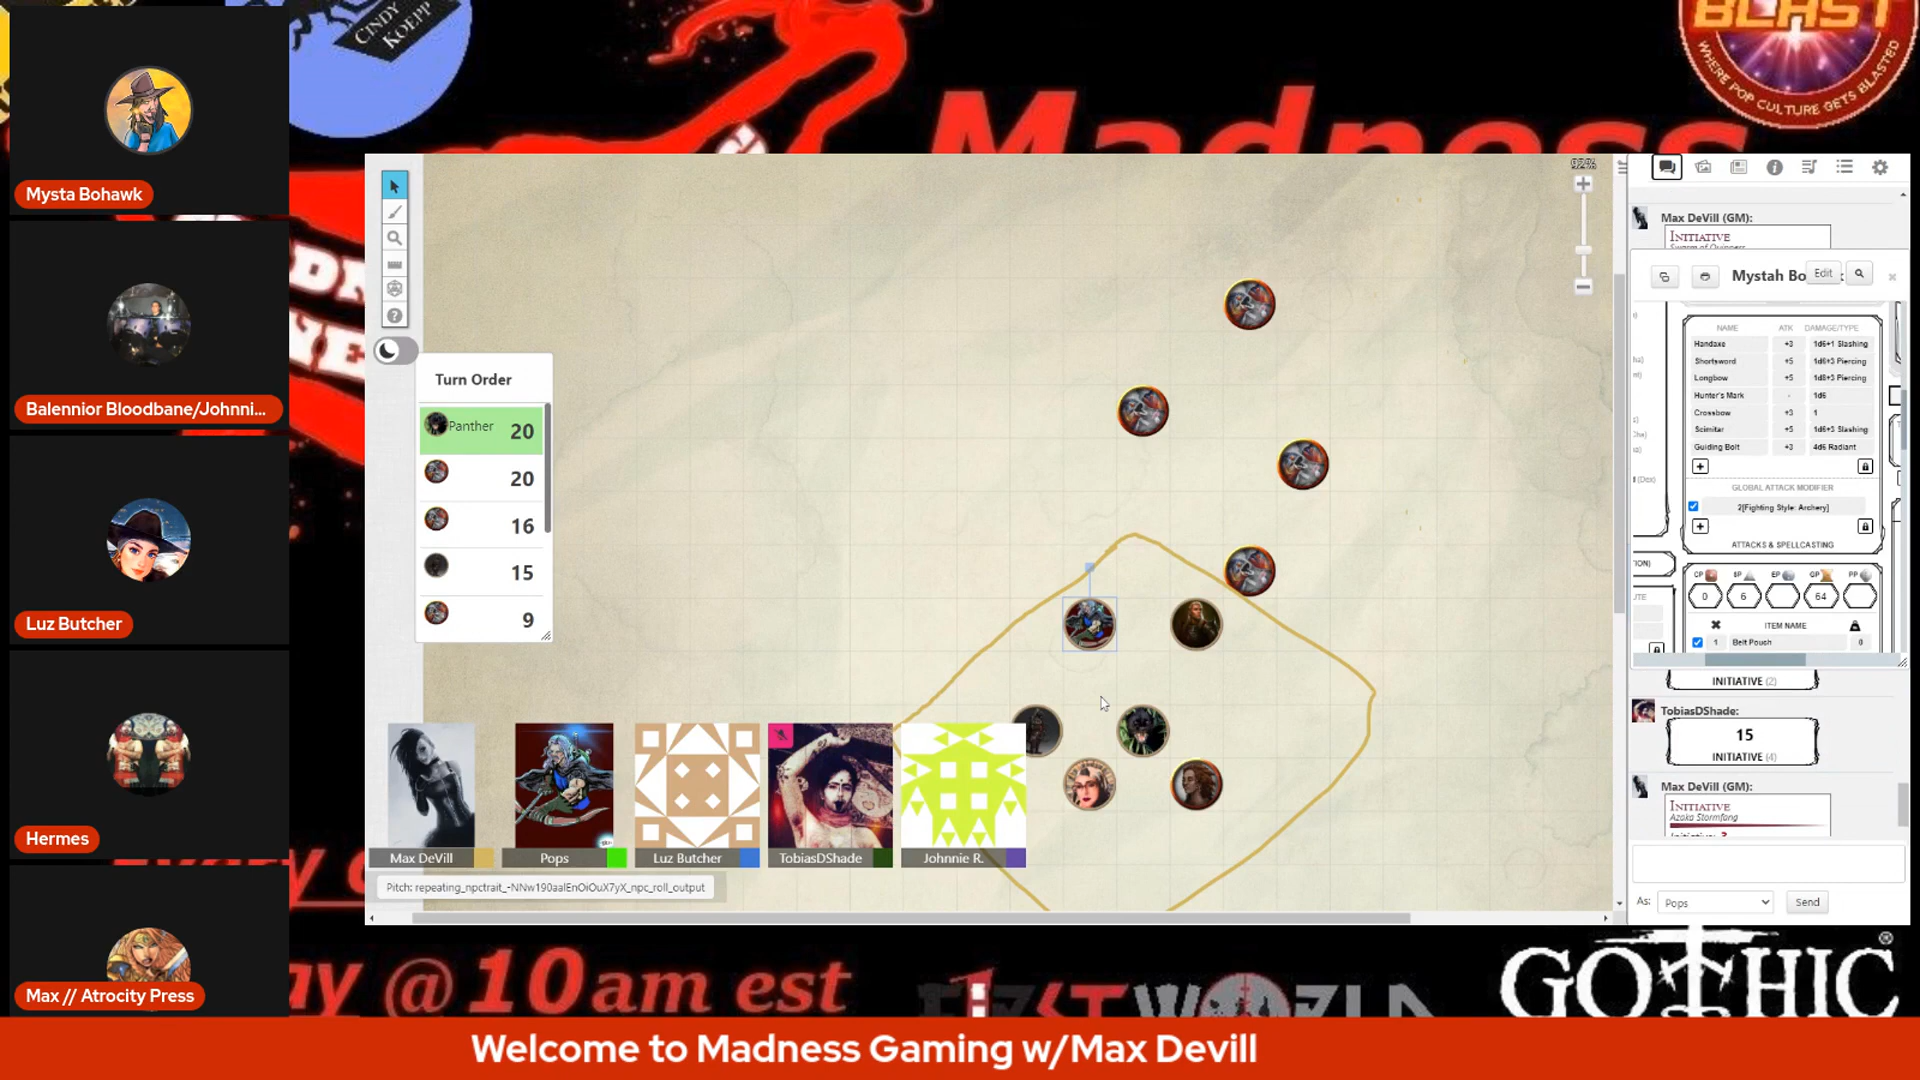 CINDY
KOEPP
BLAST
WHERE POP CULTURE GETS BLASTED
Madness
Mysta Bohawk
Balennior Bloodbane/Johnni...
Luz Butcher
Hermes
Max // Atrocity Press
92%
Turn Order
Panther 20
20
16
15
9
Max DeVill
Pops
Luz Butcher
TobiasDShade
Johnnie R.
Pitch: repeating_npctrait_-NNw190aalEnOiOuX7yX_npc_roll_output
Max DeVill (GM):
INITIATIVE
Mystah Bo
Edit
NAME ATK DAMAGE/TYPE
Handaxe +3 1d6+1 Slashing
Shortsword +5 1d6+3 Piercing
Longbow +5 1d8+3 Piercing
Hunter's Mark - 1d6
Crossbow +3 1
Scimitar +5 1d6+3 Slashing
Guiding Bolt +3 4d6 Radiant
GLOBAL ATTACK MODIFIER
2[Fighting Style: Archery]
ATTACKS & SPELLCASTING
CP SP EP GP PP
0 6 64
ITEM NAME
1 Belt Pouch 0
INITIATIVE (2)
TobiasDShade:
15
INITIATIVE (4)
Max DeVill (GM):
INITIATIVE
Azaka Stormfang
As: Pops Send
ay @ 10am est
GOTHIC
Welcome to Madness Gaming w/Max Devill